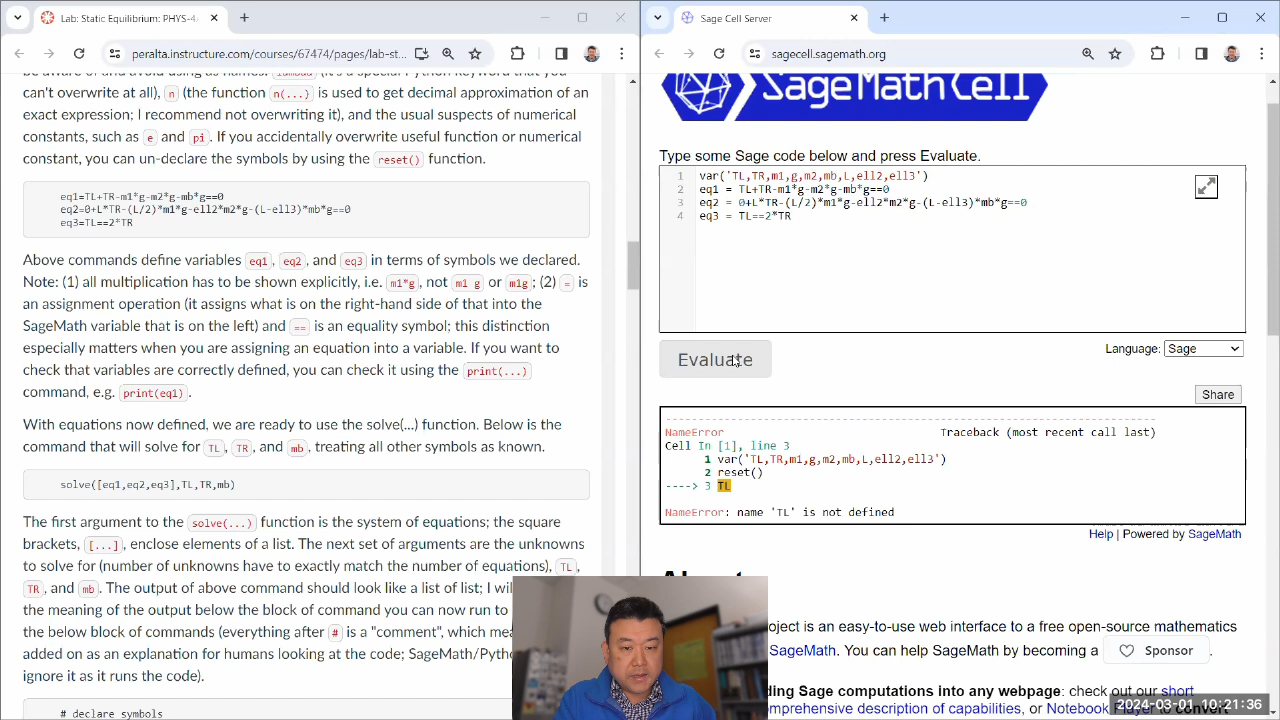 Lab: Static Equilibrium: PHYS-4
peralta.instructure.com/courses/67474/pages/lab-st...
be aware of and avoid using as names: lambda (it's a special Python keyword that you
can't overwrite at all), n (the function n(...) is used to get decimal approximation of an
exact expression; I recommend not overwriting it), and the usual suspects of numerical
constants, such as e and pi. If you accidentally overwrite useful function or numerical
constant, you can un-declare the symbols by using the reset() function.
eq1=TL+TR-m1*g-m2*g-mb*g==0
eq2=0+L*TR-(L/2)*m1*g-ell2*m2*g-(L-ell3)*mb*g==0
eq3=TL==2*TR
Above commands define variables eq1, eq2, and eq3 in terms of symbols we declared.
Note: (1) all multiplication has to be shown explicitly, i.e. m1*g, not m1 g or m1g; (2) = is
an assignment operation (it assigns what is on the right-hand side of that into the
SageMath variable that is on the left) and == is an equality symbol; this distinction
especially matters when you are assigning an equation into a variable. If you want to
check that variables are correctly defined, you can check it using the print(...)
command, e.g. print(eq1).
With equations now defined, we are ready to use the solve(...) function. Below is the
command that will solve for TL, TR, and mb, treating all other symbols as known.
solve([eq1,eq2,eq3],TL,TR,mb)
The first argument to the solve(...) function is the system of equations; the square
brackets, [...], enclose elements of a list. The next set of arguments are the unknowns
to solve for (number of unknowns have to exactly match the number of equations), TL,
TR, and mb. The output of above command should look like a list of list; I wil
the meaning of the output below the block of command you can now run to
the below block of commands (everything after # is a "comment", which mea
added on as an explanation for humans looking at the code; SageMath/Pytho
ignore it as it runs the code).
# declare symbols
Sage Cell Server
sagecell.sagemath.org
SageMathCell
Type some Sage code below and press Evaluate.
1 var('TL,TR,m1,g,m2,mb,L,ell2,ell3')
2 eq1 = TL+TR-m1*g-m2*g-mb*g==0
3 eq2 = 0+L*TR-(L/2)*m1*g-ell2*m2*g-(L-ell3)*mb*g==0
4 eq3 = TL==2*TR
Evaluate
Language: Sage
Share
NameError Traceback (most recent call last)
Cell In [1], line 3
1 var('TL,TR,m1,g,m2,mb,L,ell2,ell3')
2 reset()
----> 3 TL
NameError: name 'TL' is not defined
Help | Powered by SageMath
About
oject is an easy-to-use web interface to a free open-source mathematics
SageMath. You can help SageMath by becoming a Sponsor .
ding Sage computations into any webpage: check out our short
mprehensive description of capabilities, or Notebook Player to convert
2024-03-01 10:21:36